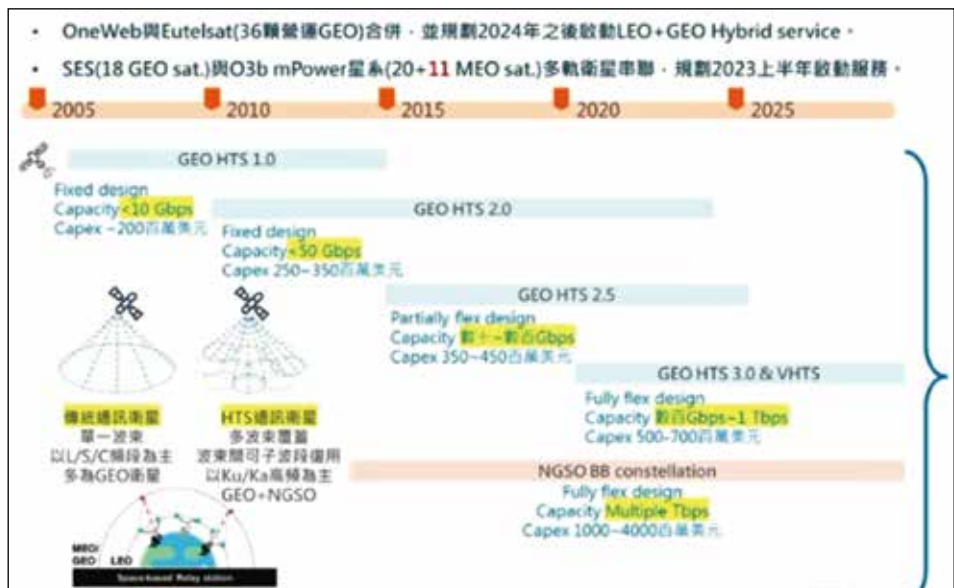 • OneWeb與Eutelsat(36顆營運GEO)合併，並規劃2024年之後啟動LEO+GEO Hybrid service。
• SES(18 GEO sat.)與O3b mPower星系(20+11 MEO sat.)多軌衛星串聯，規劃2023上半年啟動服務。
2005 2010 2015 2020 2025
GEO HTS 1.0
Fixed design
Capacity <10 Gbps
Capex ~200百萬美元
GEO HTS 2.0
Fixed design
Capacity <50 Gbps
Capex 250~350百萬美元
GEO HTS 2.5
Partially flex design
Capacity 數十~數百Gbps
Capex 350~450百萬美元
GEO HTS 3.0 & VHTS
Fully flex design
Capacity 數百Gbps~1 Tbps
Capex 500-700百萬美元
NGSO BB constellation
Fully flex design
Capacity Multiple Tbps
Capex 1000~4000百萬美元
傳統通訊衛星
單一波束
以L/S/C頻段為主
多為GEO衛星
HTS通訊衛星
多波束覆蓋
波束間可子波段復用
以Ku/Ka高頻為主
GEO+NGSO
MEO/
GEO LEO
Space-based Relay station